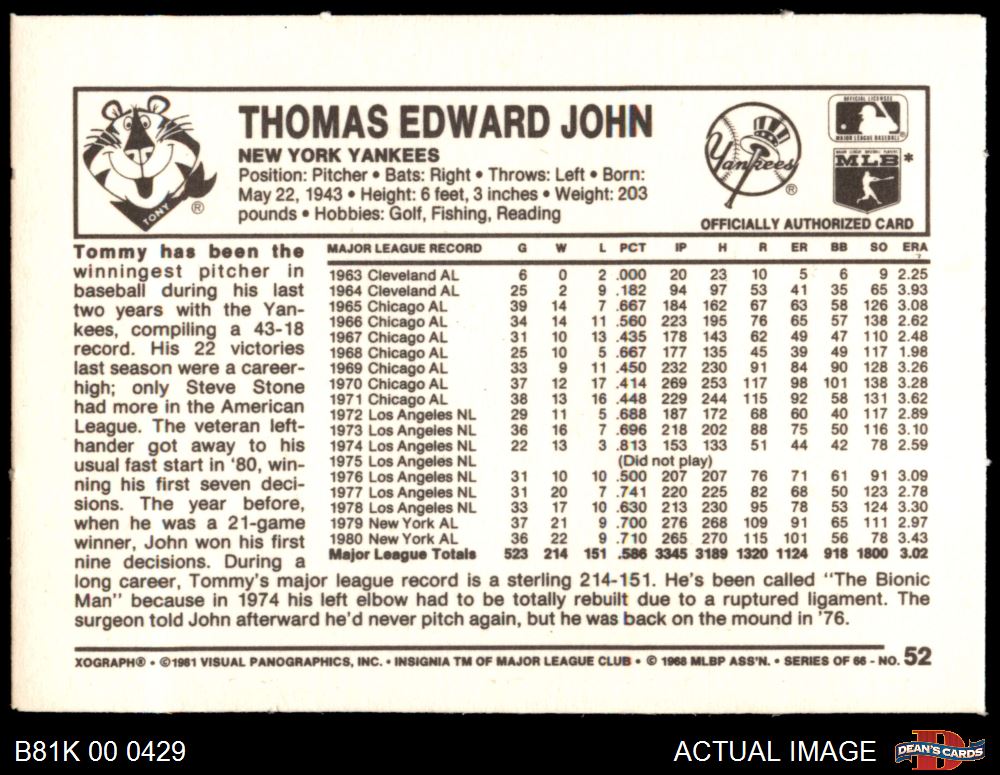 TONY
®
THOMAS EDWARD JOHN
NEW YORK YANKEES
Position: Pitcher • Bats: Right • Throws: Left • Born:
May 22, 1943 • Height: 6 feet, 3 inches • Weight: 203
pounds • Hobbies: Golf, Fishing, Reading
Yankees
®
OFFICIAL LICENSEE
MAJOR LEAGUE BASEBALL
®
MAJOR LEAGUE BASEBALL PLAYERS
MLB*
OFFICIALLY AUTHORIZED CARD
Tommy has been the
winningest pitcher in
baseball during his last
two years with the Yan-
kees, compiling a 43-18
record. His 22 victories
last season were a career-
high; only Steve Stone
had more in the American
League. The veteran left-
hander got away to his
usual fast start in '80, win-
ning his first seven deci-
sions. The year before,
when he was a 21-game
winner, John won his first
nine decisions. During a
long career, Tommy's major league record is a sterling 214-151. He's been called "The Bionic
Man" because in 1974 his left elbow had to be totally rebuilt due to a ruptured ligament. The
surgeon told John afterward he'd never pitch again, but he was back on the mound in '76.
MAJOR LEAGUE RECORD G W L PCT IP H R ER BB SO ERA
1963 Cleveland AL 6 0 2 .000 20 23 10 5 6 9 2.25
1964 Cleveland AL 25 2 9 .182 94 97 53 41 35 65 3.93
1965 Chicago AL 39 14 7 .667 184 162 67 63 58 126 3.08
1966 Chicago AL 34 14 11 .560 223 195 76 65 57 138 2.62
1967 Chicago AL 31 10 13 .435 178 143 62 49 47 110 2.48
1968 Chicago AL 25 10 5 .667 177 135 45 39 49 117 1.98
1969 Chicago AL 33 9 11 .450 232 230 91 84 90 128 3.26
1970 Chicago AL 37 12 17 .414 269 253 117 98 101 138 3.28
1971 Chicago AL 38 13 16 .448 229 244 115 92 58 131 3.62
1972 Los Angeles NL 29 11 5 .688 187 172 68 60 40 117 2.89
1973 Los Angeles NL 36 16 7 .696 218 202 88 75 50 116 3.10
1974 Los Angeles NL 22 13 3 .813 153 133 51 44 42 78 2.59
1975 Los Angeles NL (Did not play)
1976 Los Angeles NL 31 10 10 .500 207 207 76 71 61 91 3.09
1977 Los Angeles NL 31 20 7 .741 220 225 82 68 50 123 2.78
1978 Los Angeles NL 33 17 10 .630 213 230 95 78 53 124 3.30
1979 New York AL 37 21 9 .700 276 268 109 91 65 111 2.97
1980 New York AL 36 22 9 .710 265 270 115 101 56 78 3.43
Major League Totals 523 214 151 .586 3345 3189 1320 1124 918 1800 3.02
XOGRAPH® • ©1981 VISUAL PANOGRAPHICS, INC. • INSIGNIA TM OF MAJOR LEAGUE CLUB • © 1968 MLBP ASS'N. • SERIES OF 66 - NO. 52
B81K 00 0429
ACTUAL IMAGE
DEAN'S CARDS